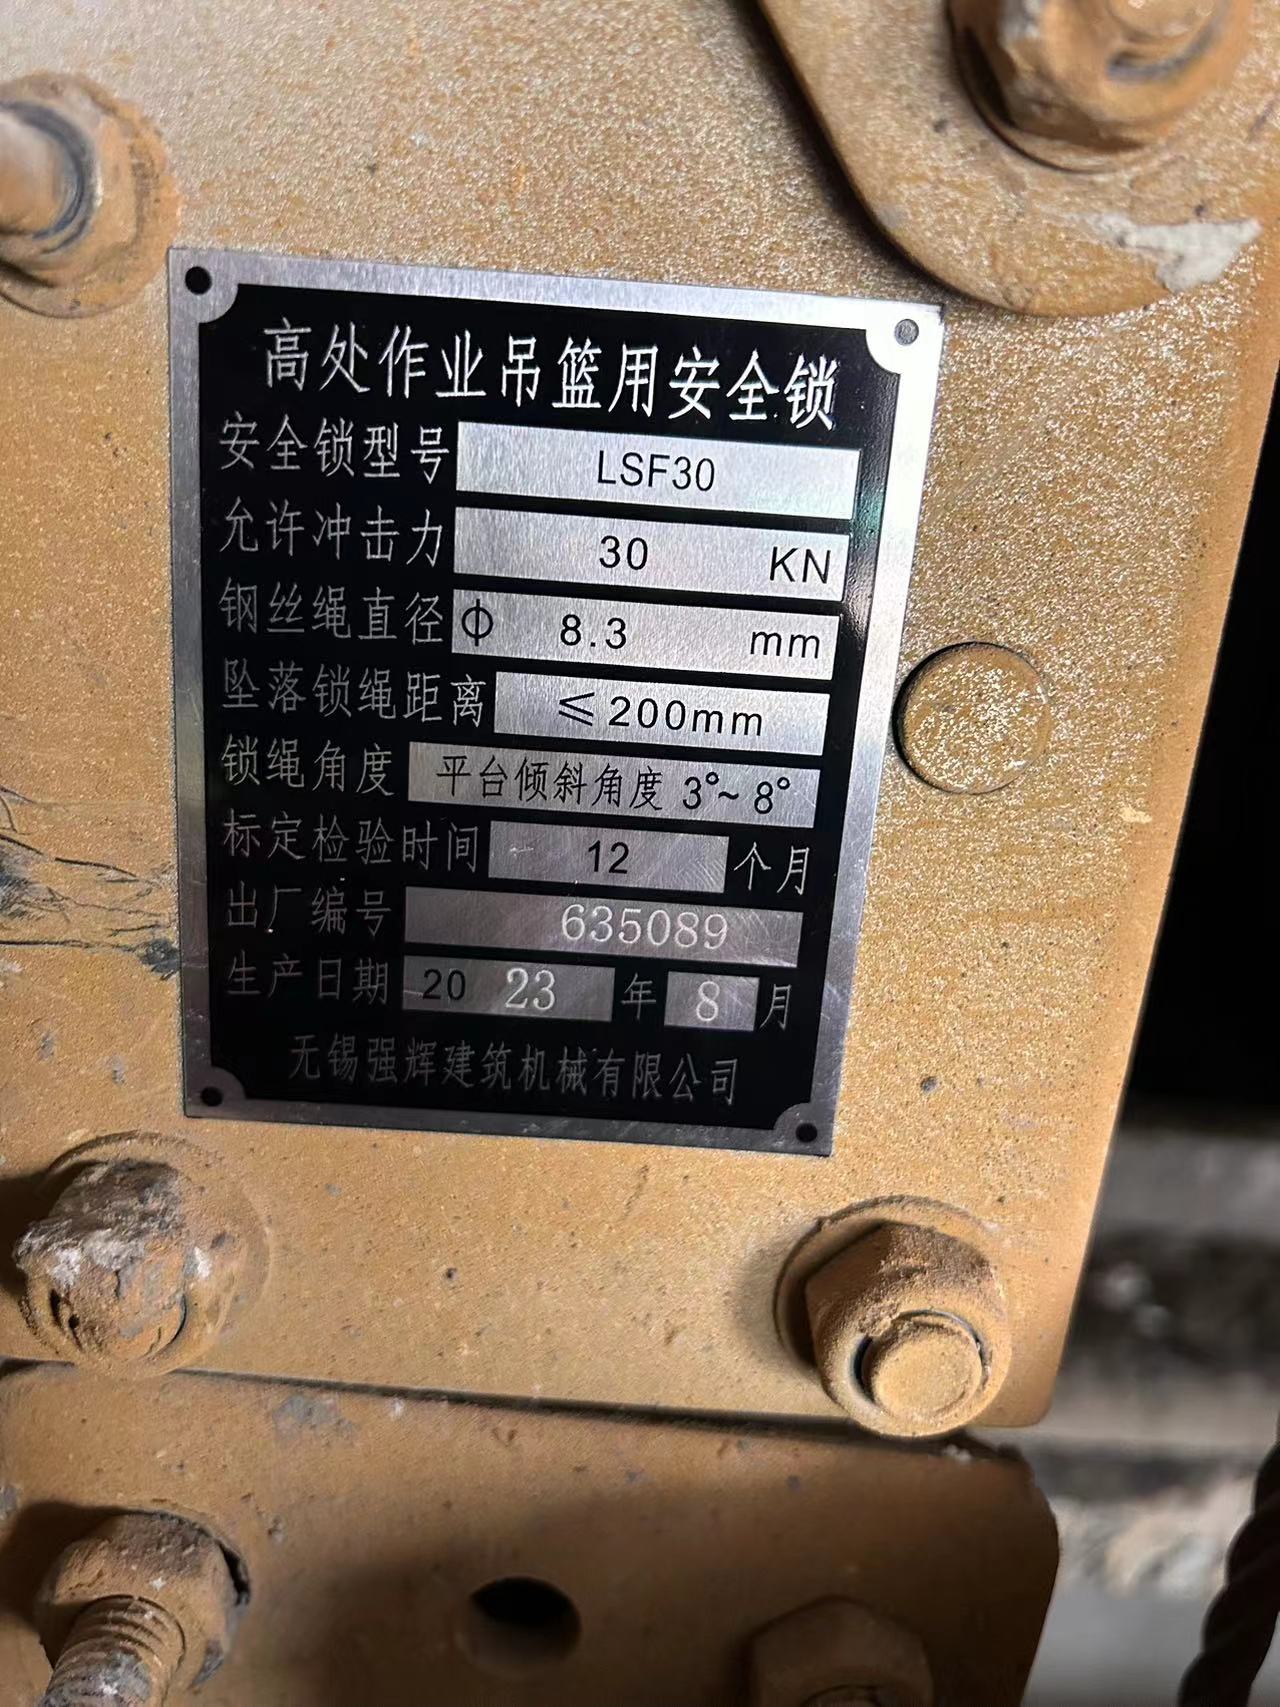 高处作业吊篮用安全锁
安全锁型号 LSF30
允许冲击力 30 KN
钢丝绳直径 Φ 8.3 mm
坠落锁绳距离 ≤200mm
锁绳角度 平台倾斜角度 3°~8°
标定检验时间 12 个月
出厂编号 635089
生产日期 2023 年 8 月
无锡强辉建筑机械有限公司